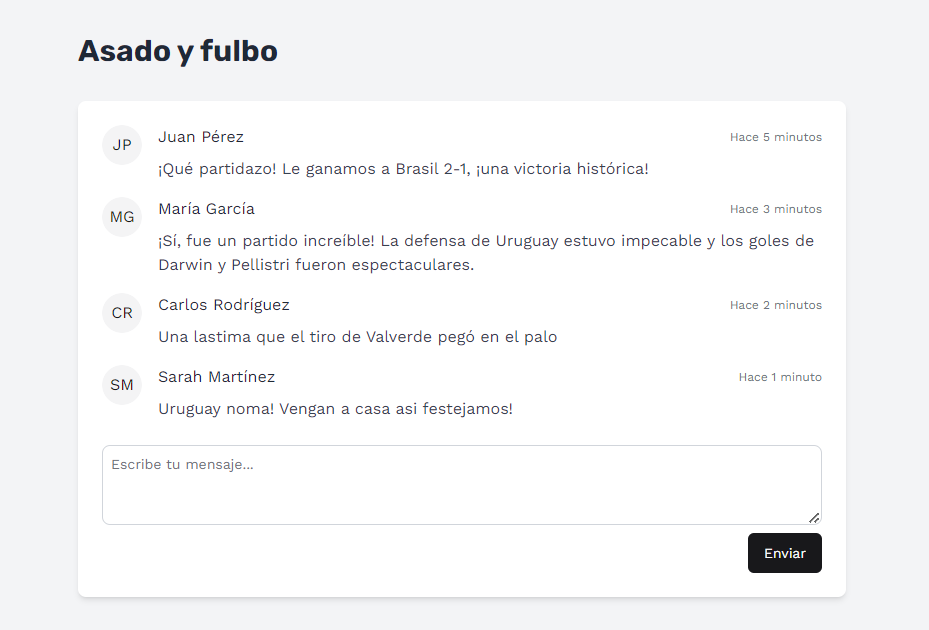 Asado y fulbo
JP
Juan Pérez
Hace 5 minutos
¡Qué partidazo! Le ganamos a Brasil 2-1, ¡una victoria histórica!
MG
María García
Hace 3 minutos
¡Sí, fue un partido increíble! La defensa de Uruguay estuvo impecable y los goles de
Darwin y Pellistri fueron espectaculares.
CR
Carlos Rodríguez
Hace 2 minutos
Una lastima que el tiro de Valverde pegó en el palo
SM
Sarah Martínez
Hace 1 minuto
Uruguay noma! Vengan a casa asi festejamos!
Escribe tu mensaje...
Enviar